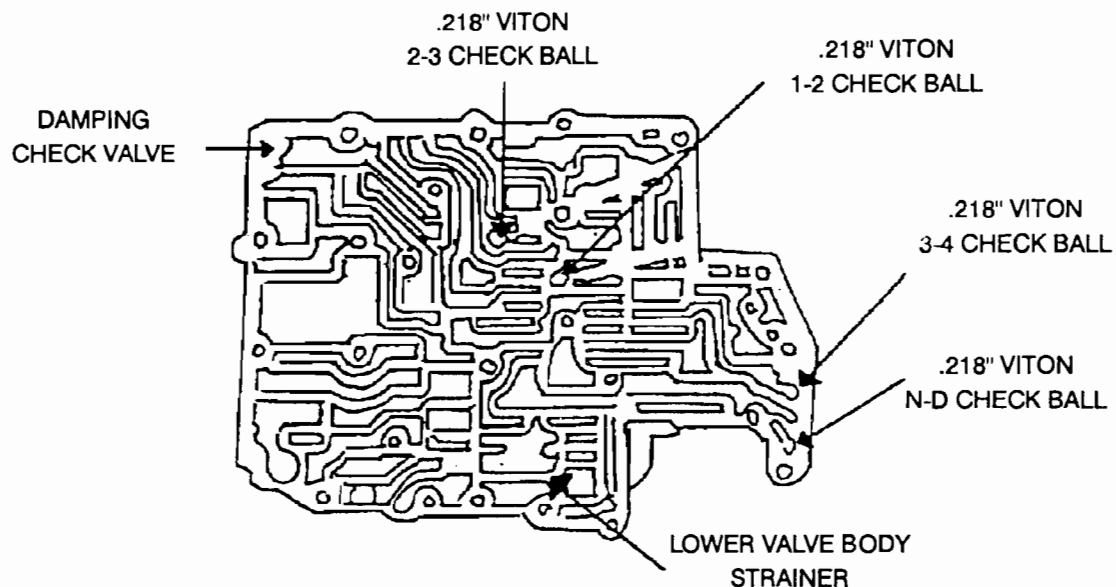 .218" VITON
2-3 CHECK BALL
.218" VITON
1-2 CHECK BALL
DAMPING
CHECK VALVE
.218" VITON
3-4 CHECK BALL
.218" VITON
N-D CHECK BALL
LOWER VALVE BODY
STRAINER